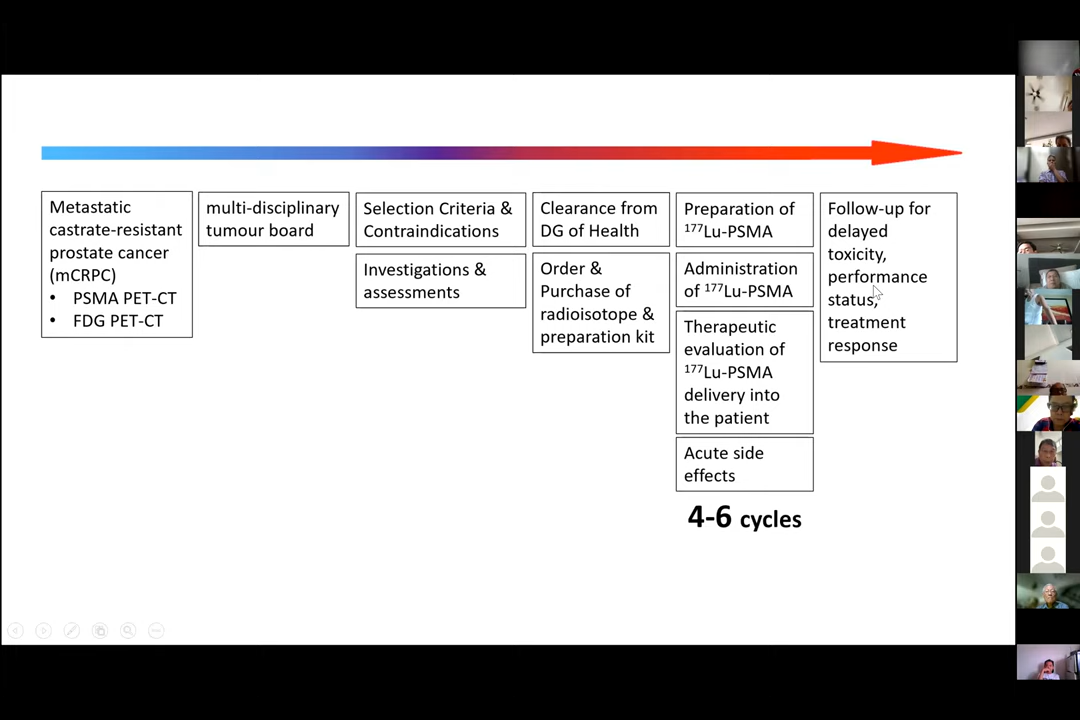 Metastatic
castrate-resistant
prostate cancer
(mCRPC)
• PSMA PET-CT
• FDG PET-CT
multi-disciplinary
tumour board
Selection Criteria &
Contraindications
Investigations &
assessments
Clearance from
DG of Health
Order &
Purchase of
radioisotope &
preparation kit
Preparation of
¹⁷⁷Lu-PSMA
Administration
of ¹⁷⁷Lu-PSMA
Therapeutic
evaluation of
¹⁷⁷Lu-PSMA
delivery into
the patient
Acute side
effects
4-6 cycles
Follow-up for
delayed
toxicity,
performance
status,
treatment
response